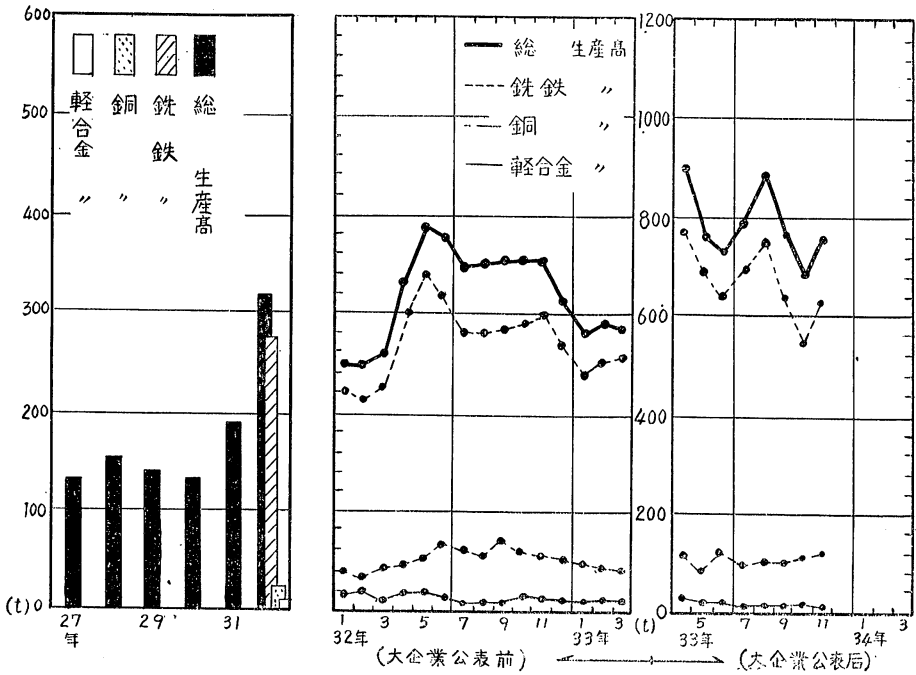 600
500
400
300
200
100
(t) 0
軽合金 〃
銅 〃
銑鉄 〃
総生産高
27年
29
31
総 生産高
銑鉄 〃
銅 〃
軽合金 〃
1 3 5 7 9 11 1 3 (t)
32年 33年
(大企業公表前)
1200
1000
800
600
400
200
0
5 7 9 11 1 3
33年 34年
(大企業公表后)